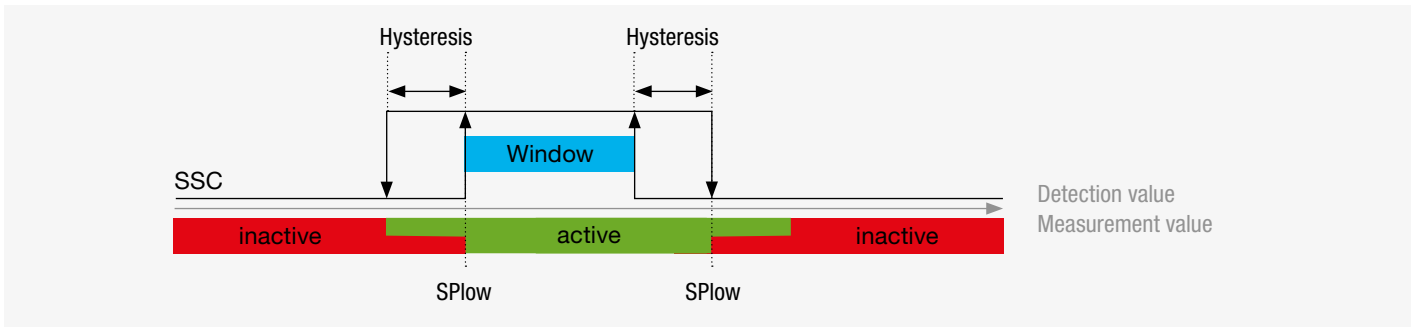 Hysteresis Hysteresis
Window
SSC
Detection value
Measurement value
inactive active inactive
SPlow SPlow